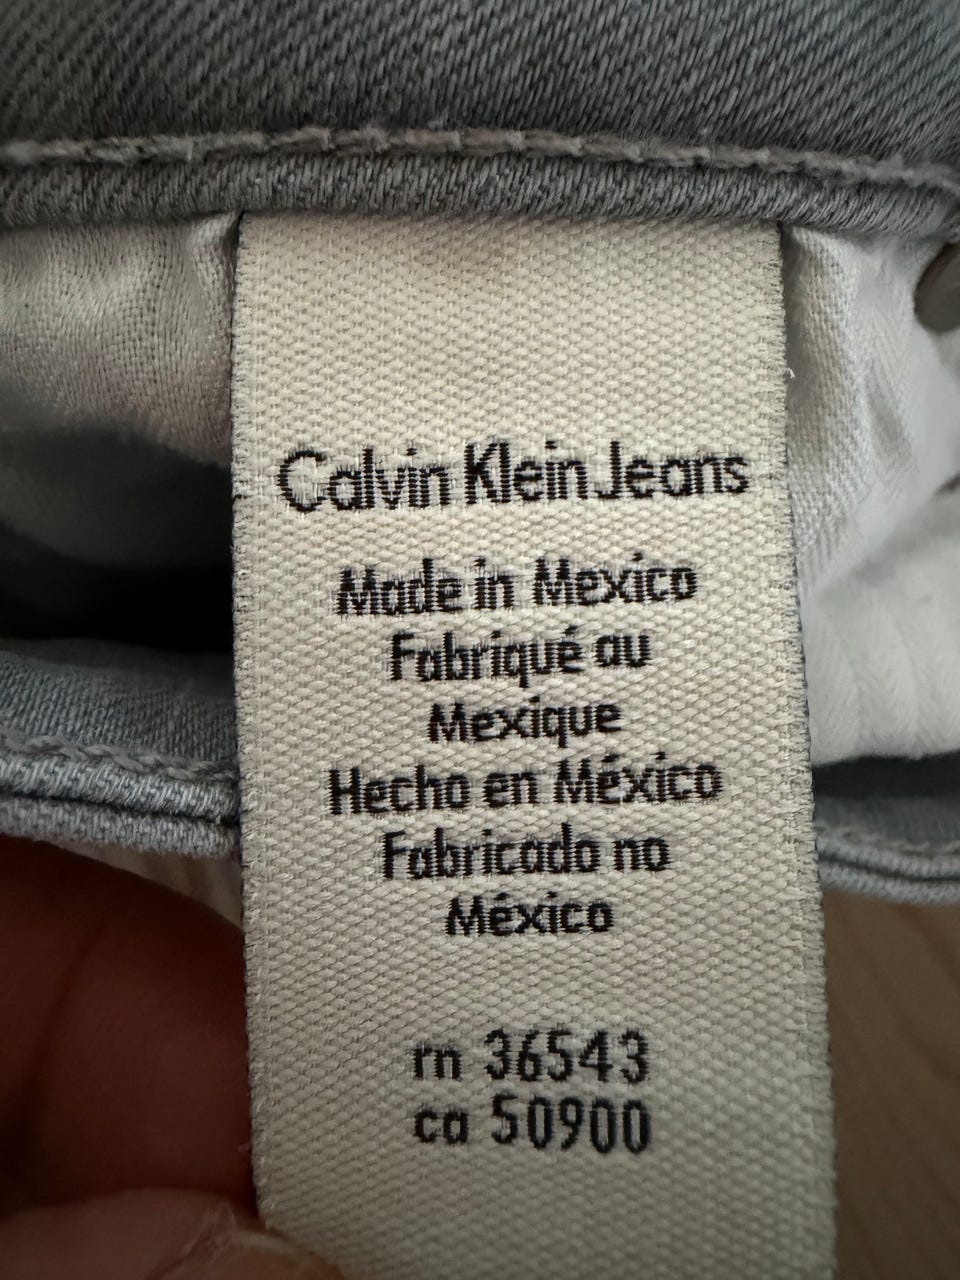 Calvin Klein Jeans
Made in Mexico
Fabriqué au
Mexique
Hecho en México
Fabricado no
México
rn 36543
ca 50900